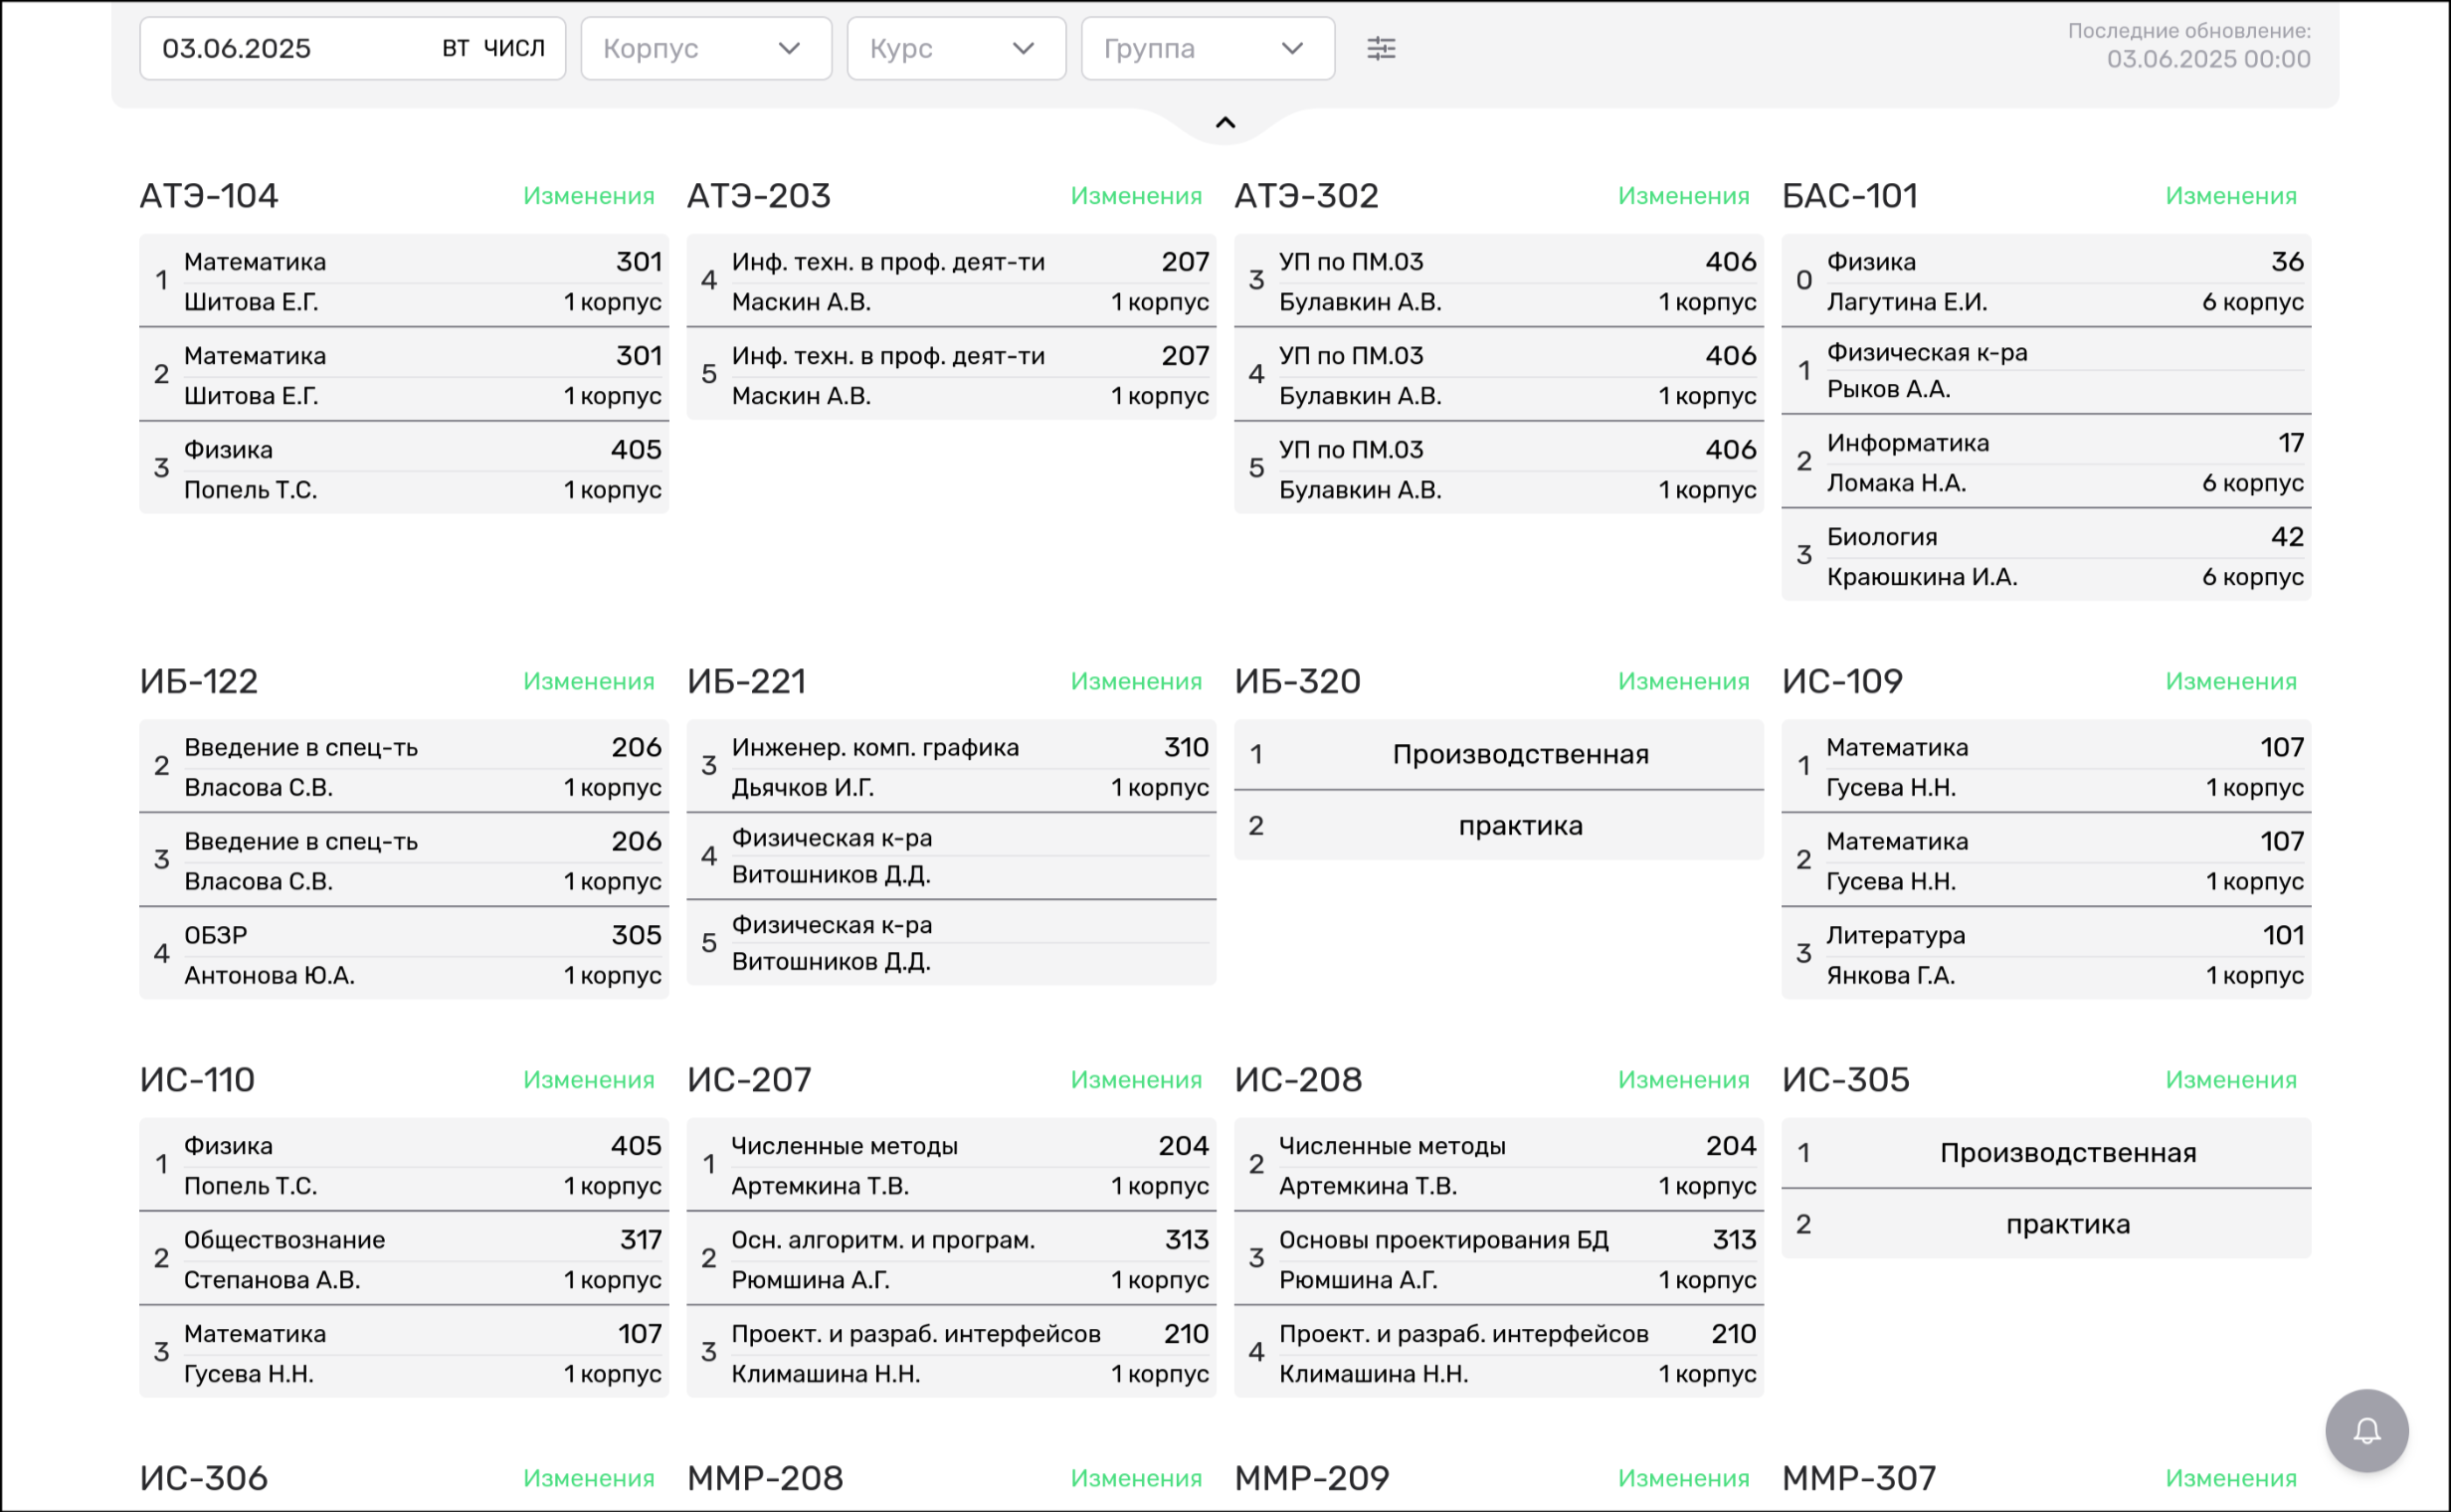 03.06.2025 ВТ ЧИСЛ Корпус Курс Группа
Последние обновление:
03.06.2025 00:00
АТЭ-104 Изменения
1 Математика 301
Шитова Е.Г. 1 корпус
2 Математика 301
Шитова Е.Г. 1 корпус
3 Физика 405
Попель Т.С. 1 корпус
АТЭ-203 Изменения
4 Инф. техн. в проф. деят-ти 207
Маскин А.В. 1 корпус
5 Инф. техн. в проф. деят-ти 207
Маскин А.В. 1 корпус
АТЭ-302 Изменения
3 УП по ПМ.03 406
Булавкин А.В. 1 корпус
4 УП по ПМ.03 406
Булавкин А.В. 1 корпус
5 УП по ПМ.03 406
Булавкин А.В. 1 корпус
БАС-101 Изменения
0 Физика 36
Лагутина Е.И. 6 корпус
1 Физическая к-ра
Рыков А.А.
2 Информатика 17
Ломака Н.А. 6 корпус
3 Биология 42
Краюшкина И.А. 6 корпус
ИБ-122 Изменения
2 Введение в спец-ть 206
Власова С.В. 1 корпус
3 Введение в спец-ть 206
Власова С.В. 1 корпус
4 ОБЗР 305
Антонова Ю.А. 1 корпус
ИБ-221 Изменения
3 Инженер. комп. графика 310
Дьячков И.Г. 1 корпус
4 Физическая к-ра
Витошников Д.Д.
5 Физическая к-ра
Витошников Д.Д.
ИБ-320 Изменения
1 Производственная
2 практика
ИС-109 Изменения
1 Математика 107
Гусева Н.Н. 1 корпус
2 Математика 107
Гусева Н.Н. 1 корпус
3 Литература 101
Янкова Г.А. 1 корпус
ИС-110 Изменения
1 Физика 405
Попель Т.С. 1 корпус
2 Обществознание 317
Степанова А.В. 1 корпус
3 Математика 107
Гусева Н.Н. 1 корпус
ИС-207 Изменения
1 Численные методы 204
Артемкина Т.В. 1 корпус
2 Осн. алгоритм. и програм. 313
Рюмшина А.Г. 1 корпус
3 Проект. и разраб. интерфейсов 210
Климашина Н.Н. 1 корпус
ИС-208 Изменения
2 Численные методы 204
Артемкина Т.В. 1 корпус
3 Основы проектирования БД 313
Рюмшина А.Г. 1 корпус
4 Проект. и разраб. интерфейсов 210
Климашина Н.Н. 1 корпус
ИС-305 Изменения
1 Производственная
2 практика
ИС-306 Изменения
ММР-208 Изменения
ММР-209 Изменения
ММР-307 Изменения